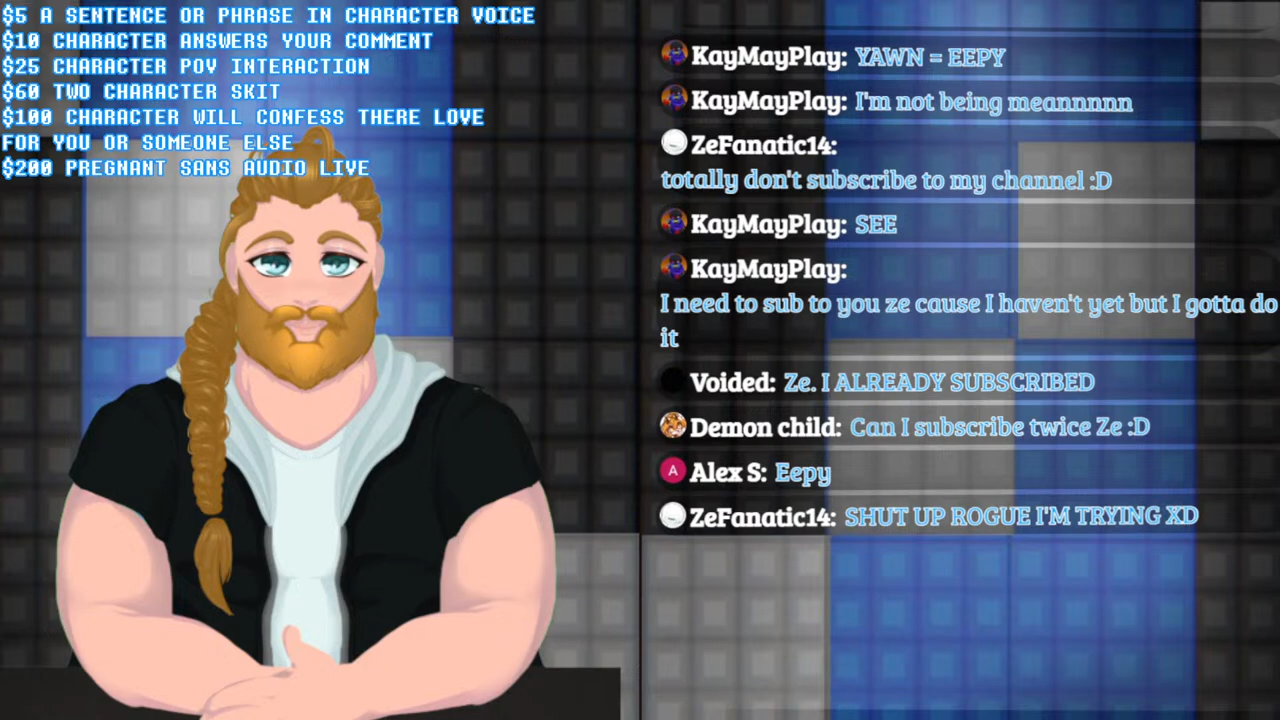 $5 A SENTENCE OR PHRASE IN CHARACTER VOICE
$10 CHARACTER ANSWERS YOUR COMMENT
$25 CHARACTER POV INTERACTION
$60 TWO CHARACTER SKIT
$100 CHARACTER WILL CONFESS THERE LOVE
FOR YOU OR SOMEONE ELSE
$200 PREGNANT SANS AUDIO LIVE
KayMayPlay: YAWN = EEPY
KayMayPlay: I'm not being meannnnn
ZeFanatic14:
totally don't subscribe to my channel :D
KayMayPlay: SEE
KayMayPlay:
I need to sub to you ze cause I haven't yet but I gotta do
it
Voided: Ze. I ALREADY SUBSCRIBED
Demon child: Can I subscribe twice Ze :D
A Alex S: Eepy
ZeFanatic14: SHUT UP ROGUE I'M TRYING XD